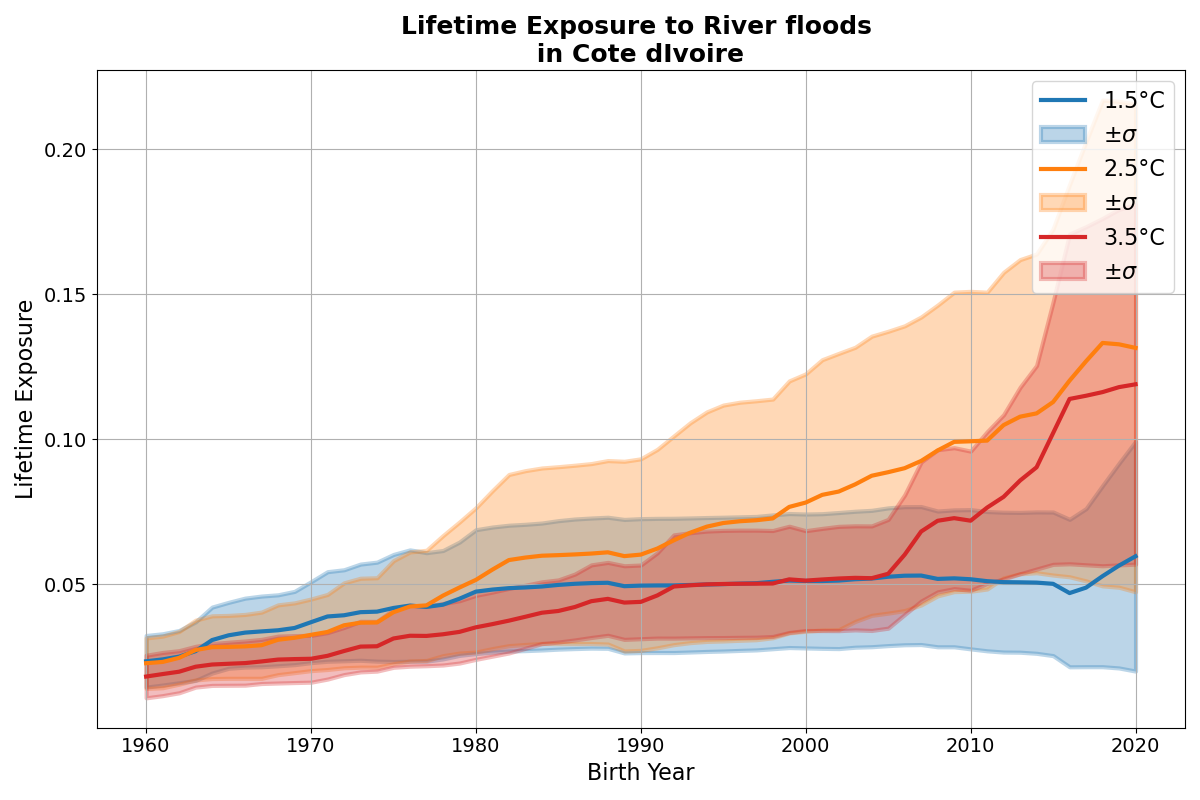 Lifetime Exposure to River floods
in Cote dIvoire
Lifetime Exposure
0.20
0.15
0.10
0.05
1960
1970
1980
1990
2000
2010
2020
Birth Year
1.5°C
±σ
2.5°C
±σ
3.5°C
±σ